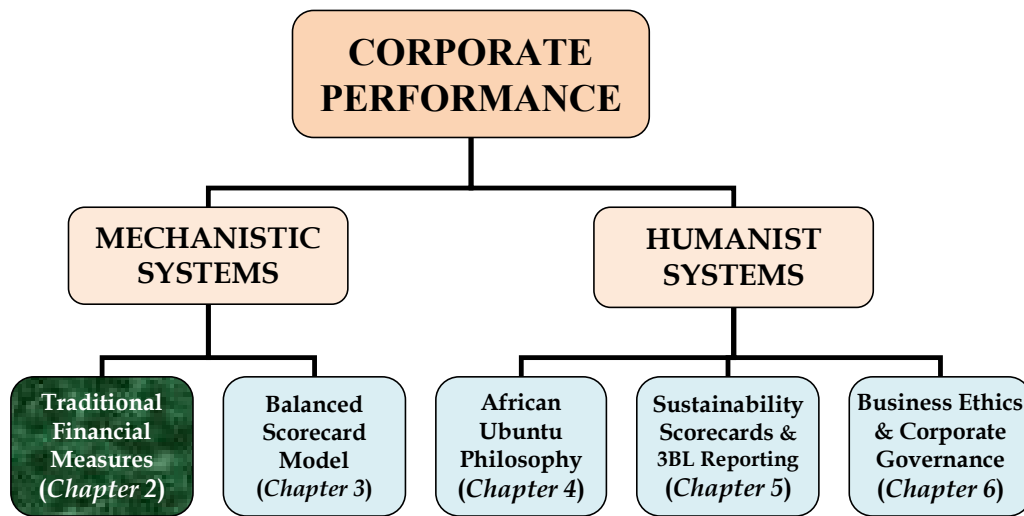 CORPORATE
PERFORMANCE
MECHANISTIC
SYSTEMS
HUMANIST
SYSTEMS
Traditional
Financial
Measures
(Chapter 2)
Balanced
Scorecard
Model
(Chapter 3)
African
Ubuntu
Philosophy
(Chapter 4)
Sustainability
Scorecards &
3BL Reporting
(Chapter 5)
Business Ethics
& Corporate
Governance
(Chapter 6)